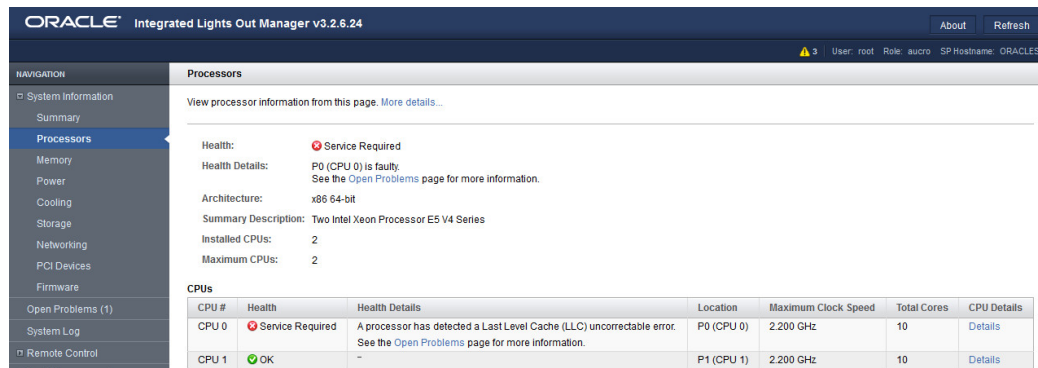 ORACLE® Integrated Lights Out Manager v3.2.6.24
About Refresh
3 User: root Role: aucro SP Hostname: ORACLES
NAVIGATION
System Information
Summary
Processors
Memory
Power
Cooling
Storage
Networking
PCI Devices
Firmware
Open Problems (1)
System Log
Remote Control
Processors
View processor information from this page. More details...
Health: Service Required
Health Details: P0 (CPU 0) is faulty.
See the Open Problems page for more information.
Architecture: x86 64-bit
Summary Description: Two Intel Xeon Processor E5 V4 Series
Installed CPUs: 2
Maximum CPUs: 2
CPUs
CPU # Health Health Details Location Maximum Clock Speed Total Cores CPU Details
CPU 0 Service Required A processor has detected a Last Level Cache (LLC) uncorrectable error. P0 (CPU 0) 2.200 GHz 10 Details
See the Open Problems page for more information.
CPU 1 OK – P1 (CPU 1) 2.200 GHz 10 Details